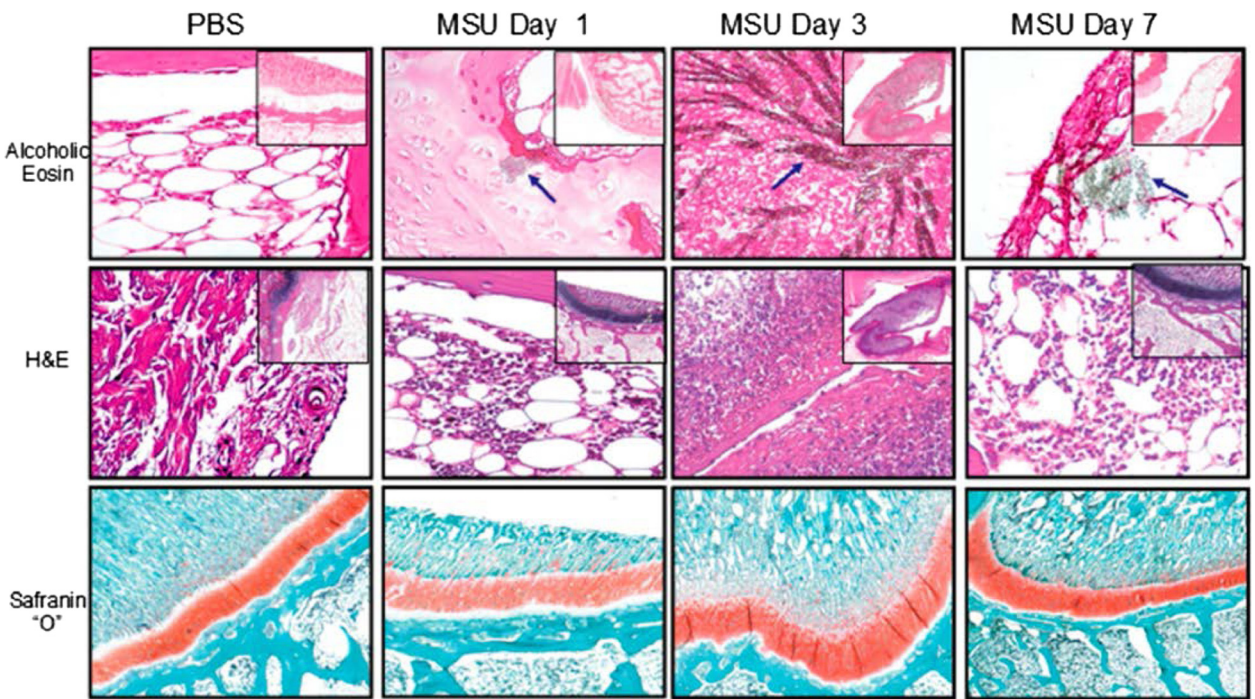 PBS
MSU Day 1
MSU Day 3
MSU Day 7
Alcoholic
Eosin
H&E
Safranin
“O”